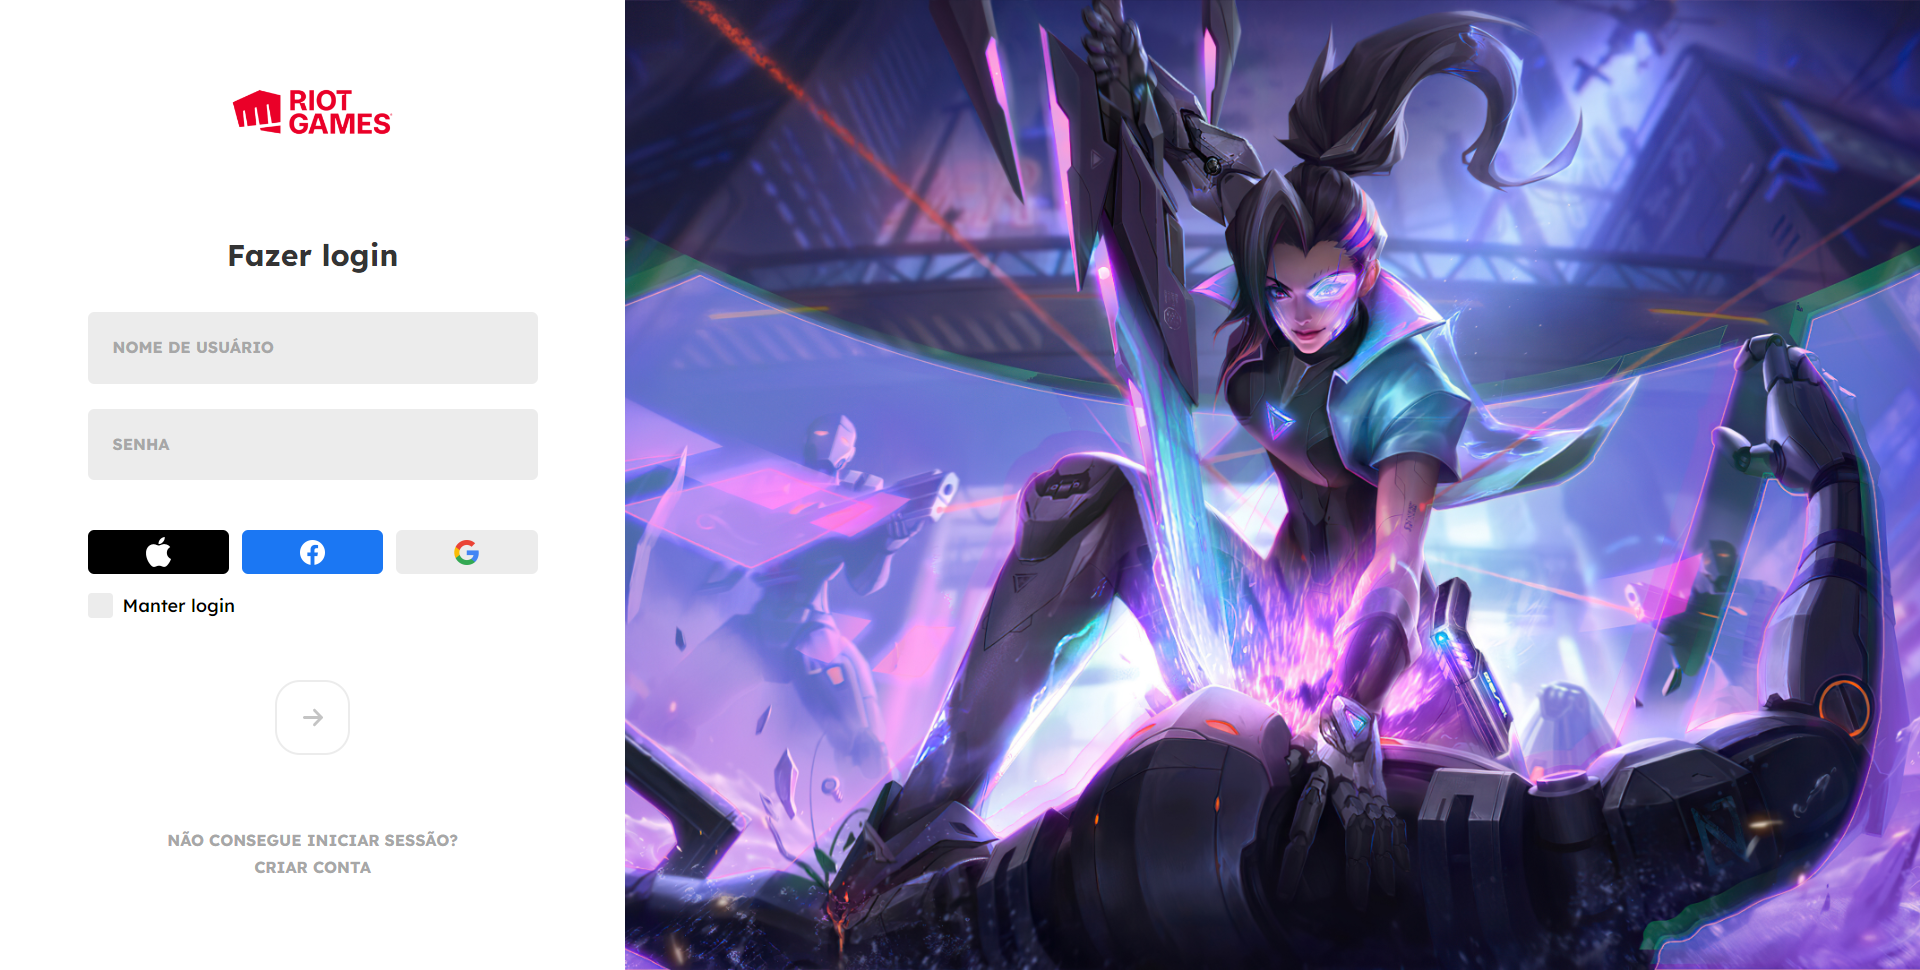 RIOT
GAMES
Fazer login
NOME DE USUÁRIO
SENHA
Manter login
NÃO CONSEGUE INICIAR SESSÃO?
CRIAR CONTA